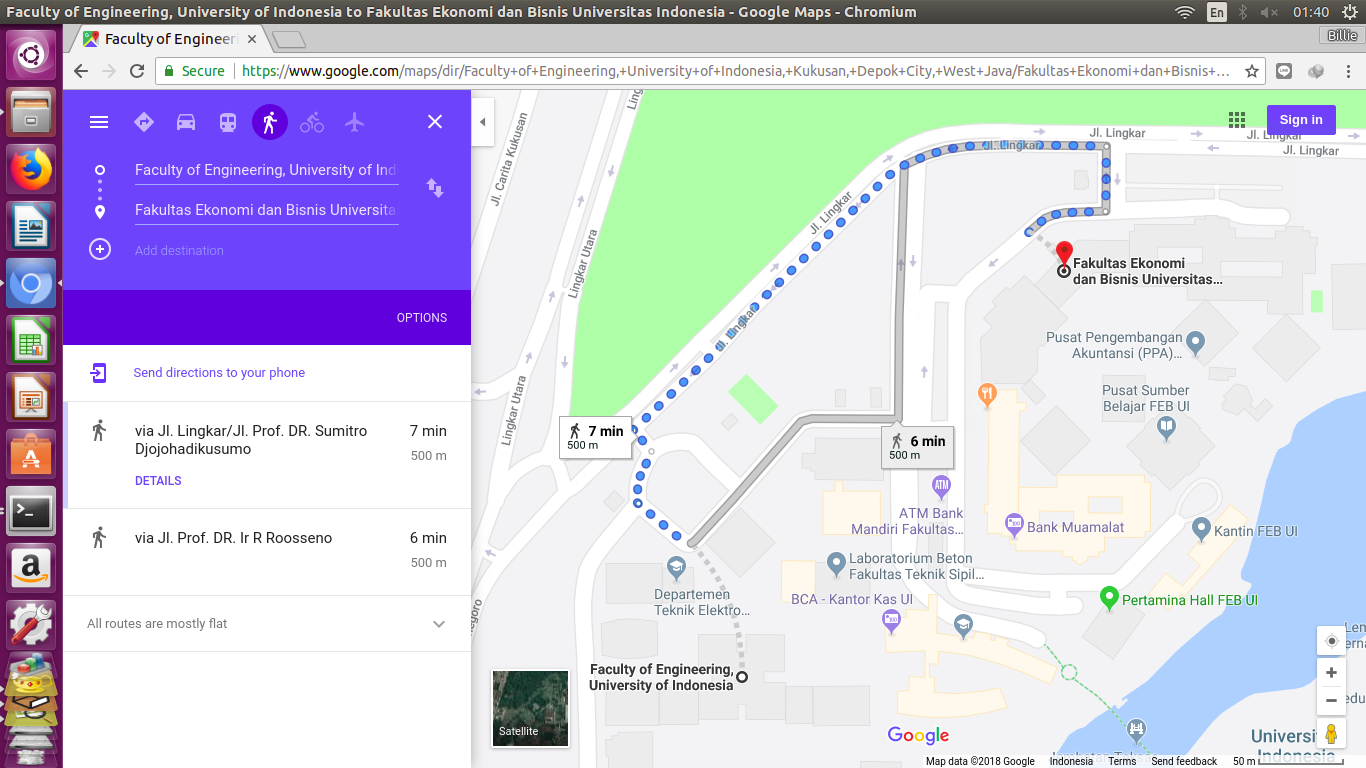 Faculty of Engineering, University of Indonesia to Fakultas Ekonomi dan Bisnis Universitas Indonesia - Google Maps - Chromium
En
01:40
Faculty of Engineeri
Billie
Secure
https://www.google.com/maps/dir/Faculty+of+Engineering,+University+of+Indonesia,+Kukusan,+Depok+City,+West+Java/Fakultas+Ekonomi+dan+Bisnis+...
Faculty of Engineering, University of Ind
Fakultas Ekonomi dan Bisnis Universita
Add destination
OPTIONS
Send directions to your phone
via Jl. Lingkar/Jl. Prof. DR. Sumitro
Djojohadikusumo
7 min
500 m
DETAILS
via Jl. Prof. DR. Ir R Roosseno
6 min
500 m
All routes are mostly flat
Sign in
Jl. Carita Kukusan
Ling
Lingkar Utara
Lingkar Utara
Jl. Lingkar
Jl. Lingkar
Jl. Lingkar
Jl. Lingkar
Jl. Lingkar
Jl. Lingkar
7 min
500 m
6 min
500 m
Fakultas Ekonomi
dan Bisnis Universitas...
Pusat Pengembangan
Akuntansi (PPA)...
Pusat Sumber
Belajar FEB UI
ATM
ATM Bank
Mandiri Fakultas...
Bank Muamalat
Kantin FEB UI
Laboratorium Beton
Fakultas Teknik Sipil...
BCA - Kantor Kas UI
Pertamina Hall FEB UI
Departemen
Teknik Elektro...
Faculty of Engineering,
University of Indonesia
Satellite
Google
Universi
Indonesia
Map data ©2018 Google
Indonesia
Terms
Send feedback
50 m